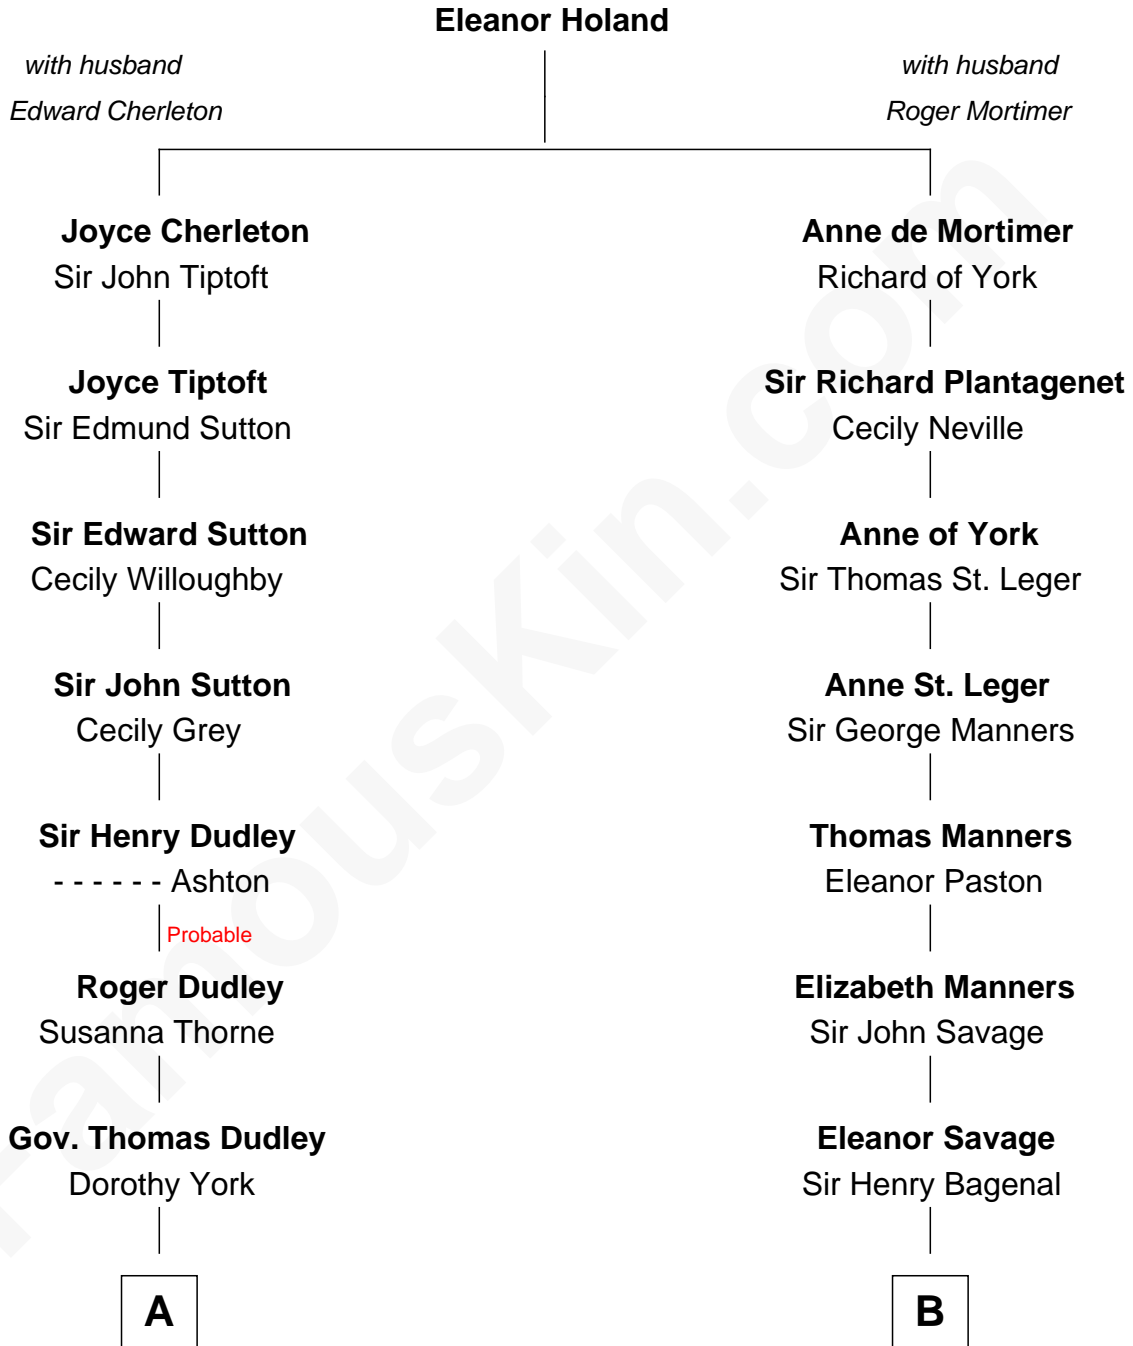 Eleanor Holand
with husband
Edward Cherleton
with husband
Roger Mortimer
Joyce Cherleton
Sir John Tiptoft
Anne de Mortimer
Richard of York
Joyce Tiptoft
Sir Edmund Sutton
Sir Richard Plantagenet
Cecily Neville
Sir Edward Sutton
Cecily Willoughby
Anne of York
Sir Thomas St. Leger
Sir John Sutton
Cecily Grey
Anne St. Leger
Sir George Manners
Sir Henry Dudley
- - - - - - Ashton
Probable
Thomas Manners
Eleanor Paston
Roger Dudley
Susanna Thorne
Elizabeth Manners
Sir John Savage
Gov. Thomas Dudley
Dorothy York
Eleanor Savage
Sir Henry Bagenal
A
B
FamousKin.com